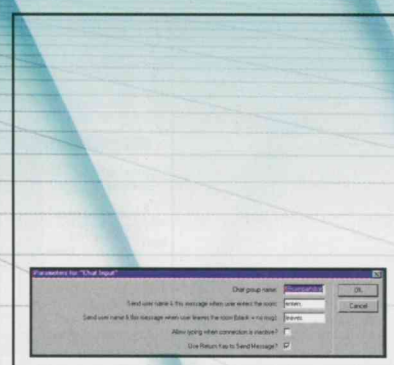 Parameters for "Chat Input"
Chat group name:
OK
Send user name & this message when user enters the room:
enters
Cancel
Send user name & this message when user leaves the room (blank = no msg):
leaves
Allow typing when connection is inactive?
Use Return Key to Send Message?